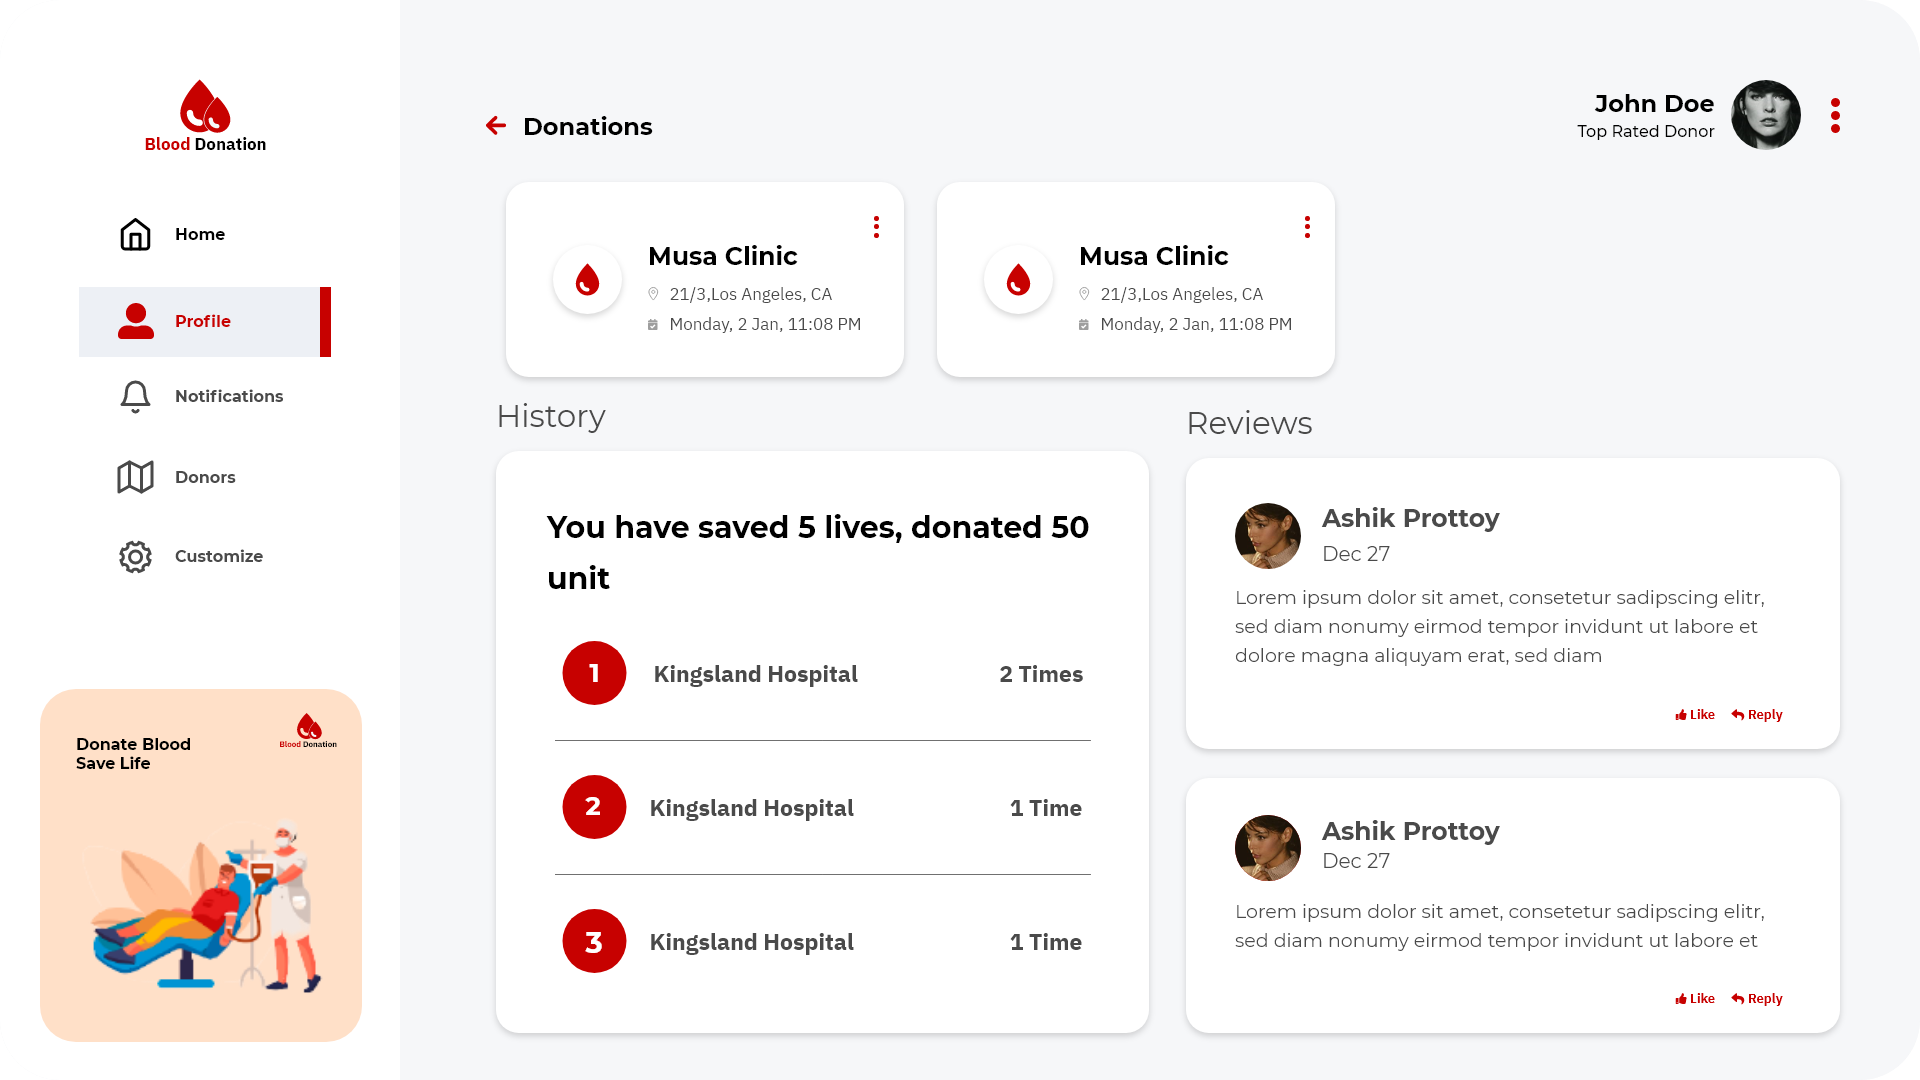 Blood Donation
Home
Profile
Notifications
Donors
Customize
Donate Blood
Save Life
Blood Donation
Donations
John Doe
Top Rated Donor
Musa Clinic
21/3,Los Angeles, CA
Monday, 2 Jan, 11:08 PM
Musa Clinic
21/3,Los Angeles, CA
Monday, 2 Jan, 11:08 PM
History
You have saved 5 lives, donated 50
unit
1 Kingsland Hospital 2 Times
2 Kingsland Hospital 1 Time
3 Kingsland Hospital 1 Time
Reviews
Ashik Prottoy
Dec 27
Lorem ipsum dolor sit amet, consetetur sadipscing elitr,
sed diam nonumy eirmod tempor invidunt ut labore et
dolore magna aliquyam erat, sed diam
Like Reply
Ashik Prottoy
Dec 27
Lorem ipsum dolor sit amet, consetetur sadipscing elitr,
sed diam nonumy eirmod tempor invidunt ut labore et
Like Reply